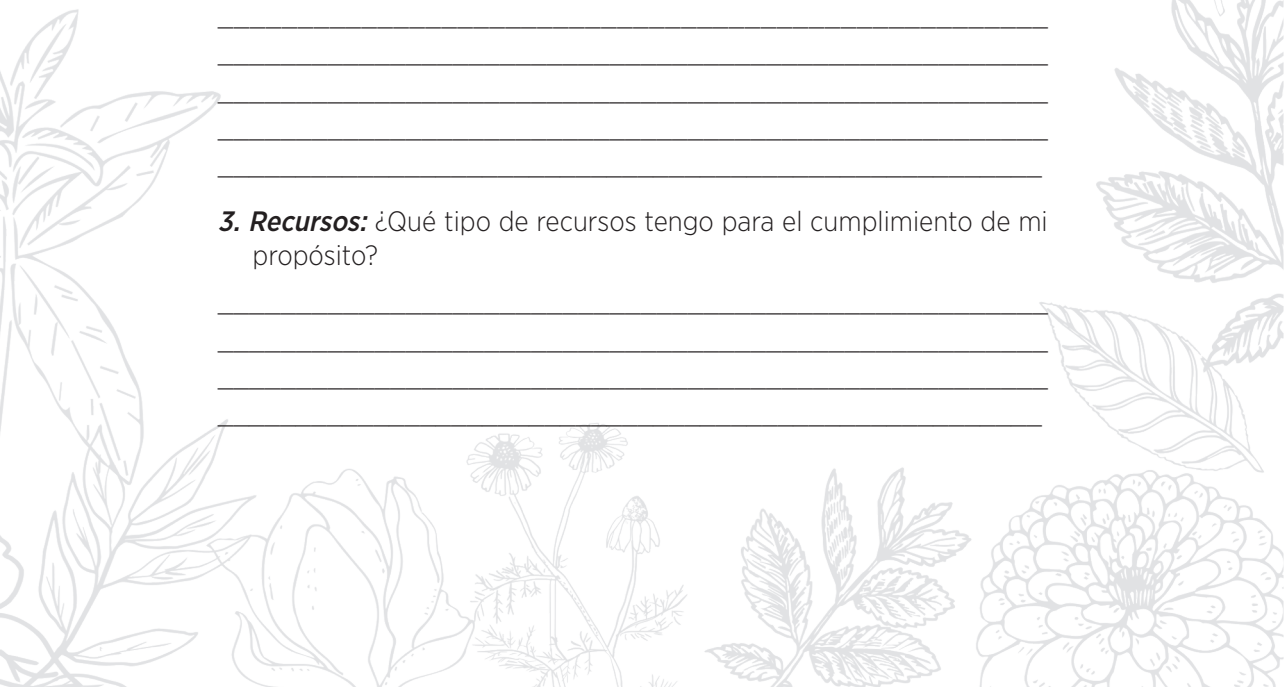 3. Recursos: ¿Qué tipo de recursos tengo para el cumplimiento de mi
propósito?